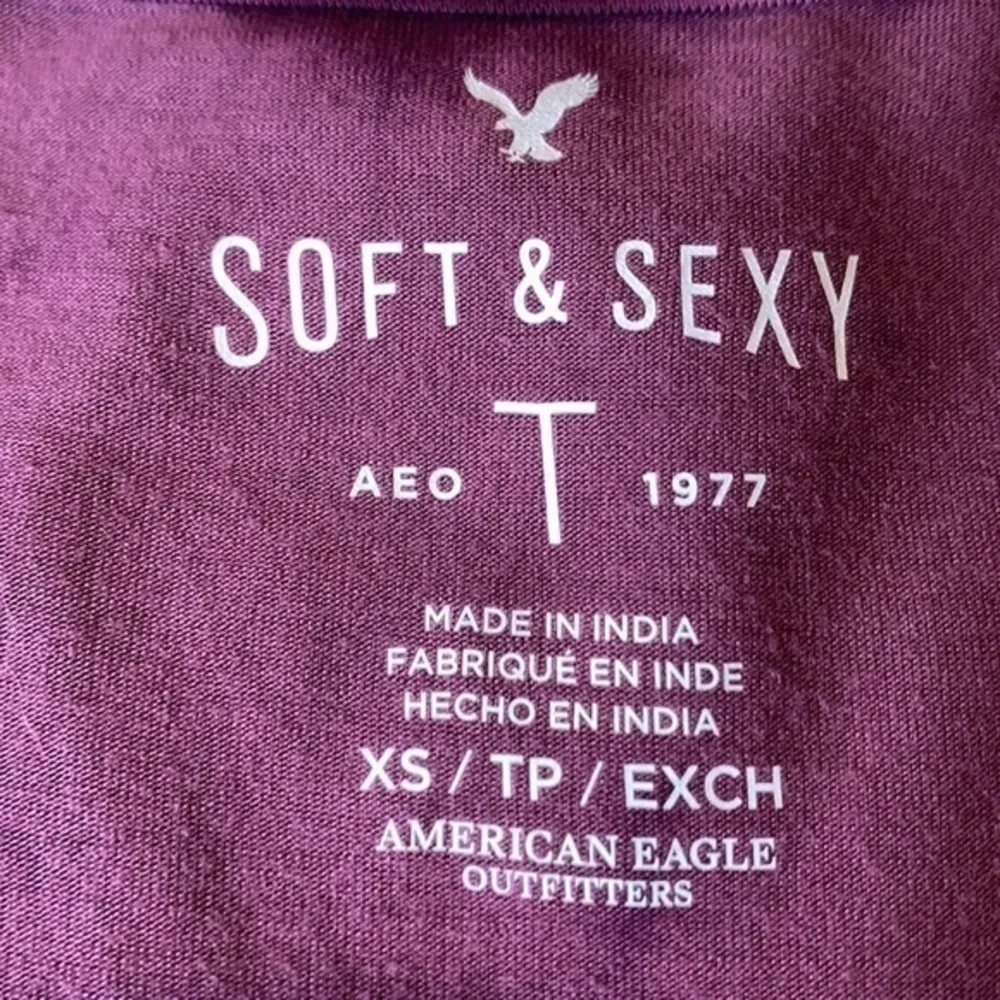 SOFT & SEXY
T
AEO 1977
MADE IN INDIA
FABRIQUÉ EN INDE
HECHO EN INDIA
XS / TP / EXCH
AMERICAN EAGLE
OUTFITTERS